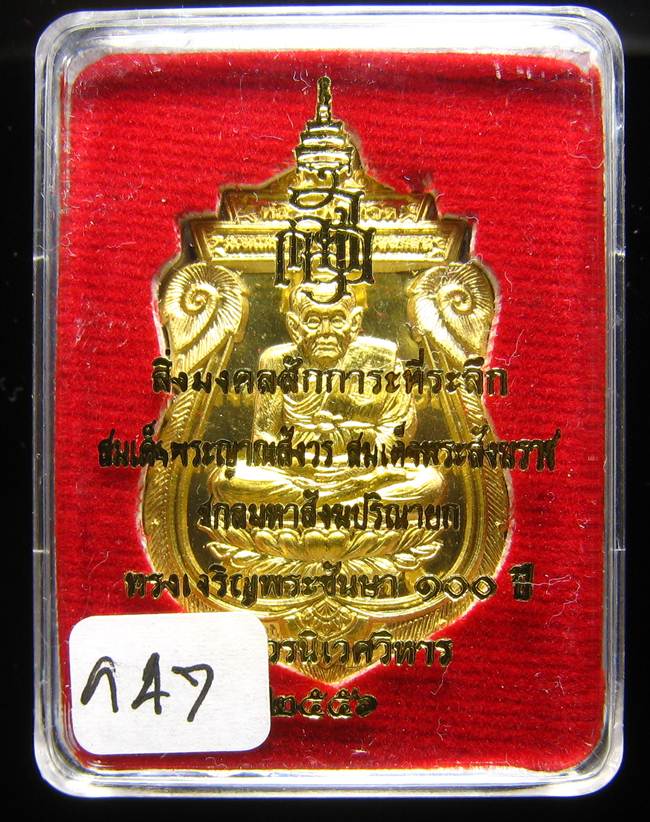 สิ่งมงคลสักการะที่ระลึก
สมเด็จพระญาณสังวร สมเด็จพระสังฆราช
สกลมหาสังฆปริณายก
ทรงเจริญพระชันษา ๑๐๐ ปี
วรนิเวศวิหาร
๒๕๕๖